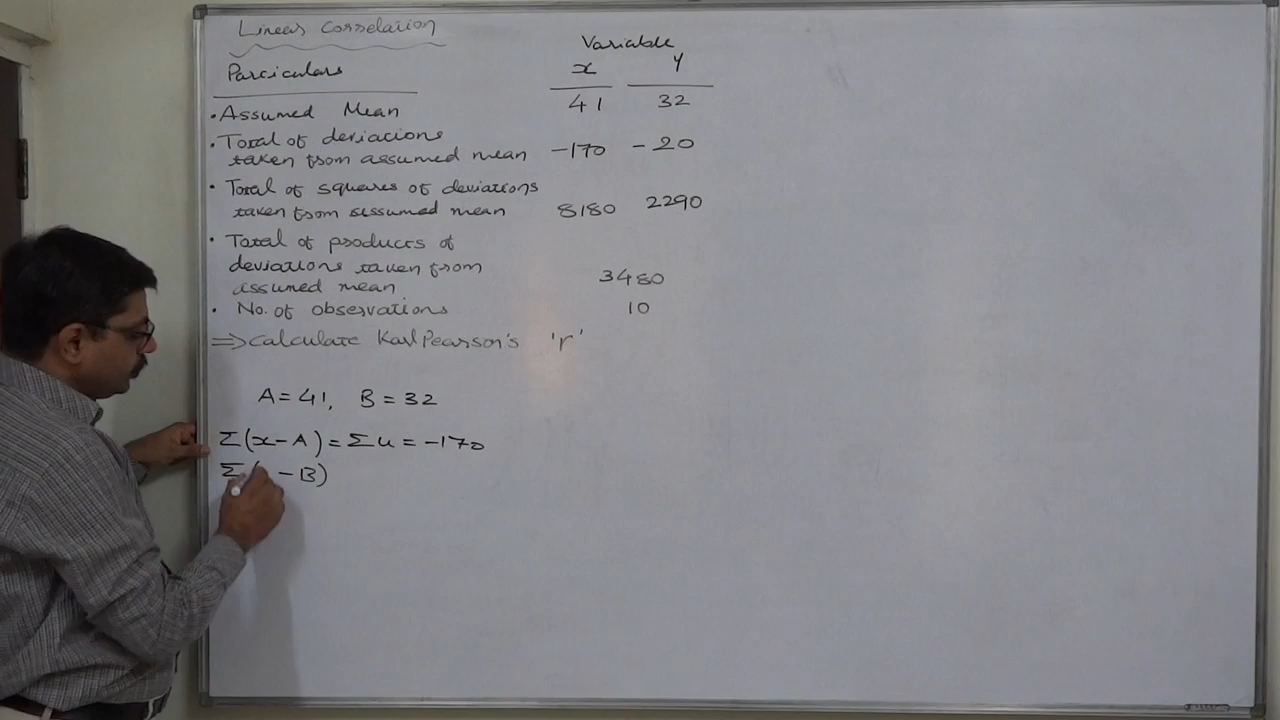 Linear Correlation
Variable
Particulars x y
• Assumed Mean 41 32
• Total of deviations
taken from assumed mean -170 -20
• Total of squares of deviations
taken from assumed mean 8180 2290
• Total of products of
deviations taken from
assumed mean 3480
• No. of observations 10
⇒ Calculate Karl Pearson's 'r'
A = 41, B = 32
Σ(x-A) = Σu = -170
Σ( - B)